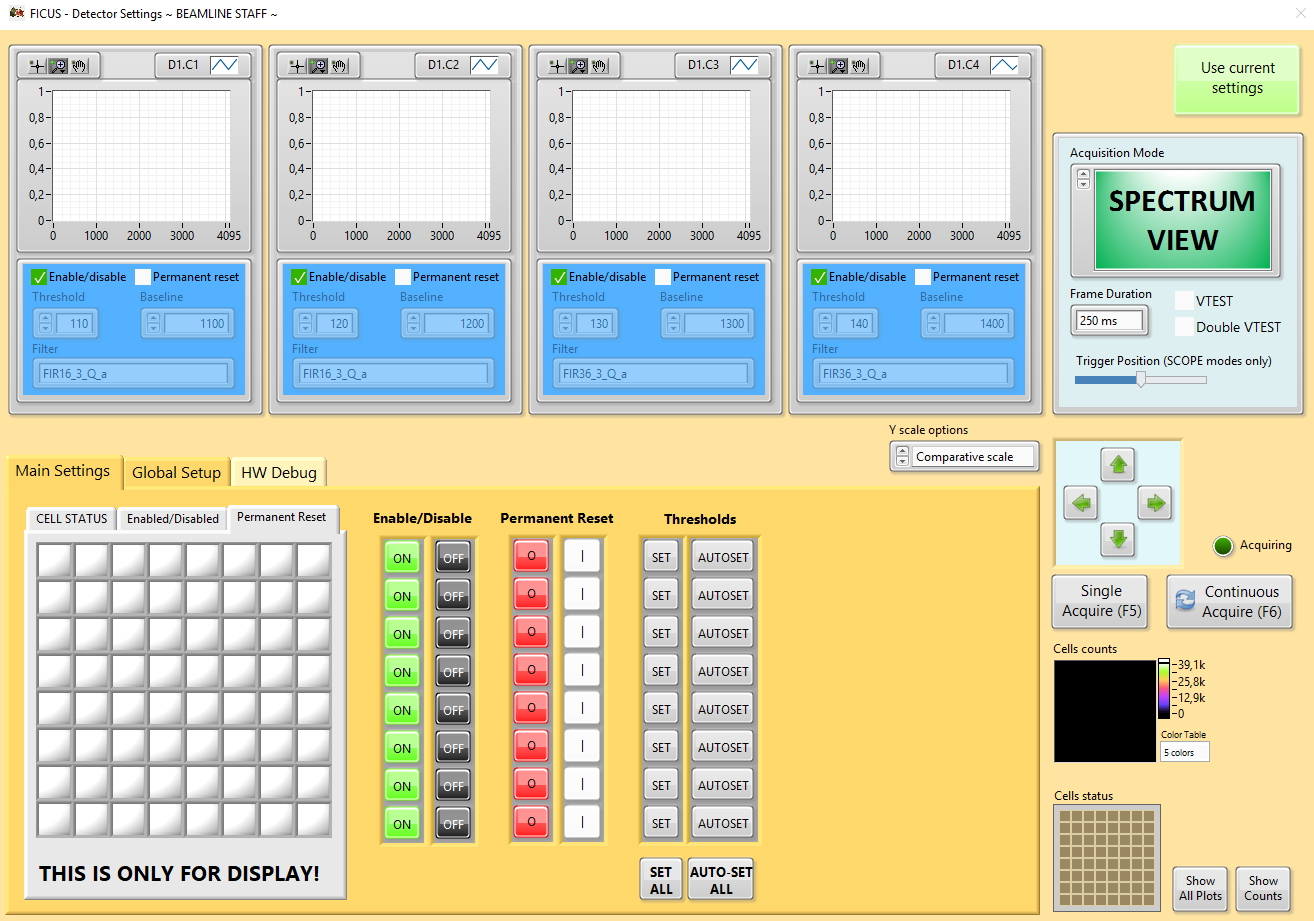 FICUS - Detector Settings ~ BEAMLINE STAFF ~
D1.C1
1
0,8
0,6
0,4
0,2
0
0 1000 2000 3000 4095
Enable/disable Permanent reset
Threshold Baseline
110 1100
Filter
FIR16_3_Q_a
D1.C2
1
0,8
0,6
0,4
0,2
0
0 1000 2000 3000 4095
Enable/disable Permanent reset
Threshold Baseline
120 1200
Filter
FIR16_3_Q_a
D1.C3
1
0,8
0,6
0,4
0,2
0
0 1000 2000 3000 4095
Enable/disable Permanent reset
Threshold Baseline
130 1300
Filter
FIR36_3_Q_a
D1.C4
1
0,8
0,6
0,4
0,2
0
0 1000 2000 3000 4095
Enable/disable Permanent reset
Threshold Baseline
140 1400
Filter
FIR36_3_Q_a
Use current
settings
Acquisition Mode
SPECTRUM
VIEW
Frame Duration
250 ms
VTEST
Double VTEST
Trigger Position (SCOPE modes only)
Y scale options
Comparative scale
Main Settings Global Setup HW Debug
CELL STATUS Enabled/Disabled Permanent Reset
THIS IS ONLY FOR DISPLAY!
Enable/Disable Permanent Reset Thresholds
ON OFF O I SET AUTOSET
ON OFF O I SET AUTOSET
ON OFF O I SET AUTOSET
ON OFF O I SET AUTOSET
ON OFF O I SET AUTOSET
ON OFF O I SET AUTOSET
ON OFF O I SET AUTOSET
ON OFF O I SET AUTOSET
SET
ALL
AUTO-SET
ALL
Acquiring
Single
Acquire (F5)
Continuous
Acquire (F6)
Cells counts
39,1k
25,8k
12,9k
0
Color Table
5 colors
Cells status
Show
All Plots
Show
Counts